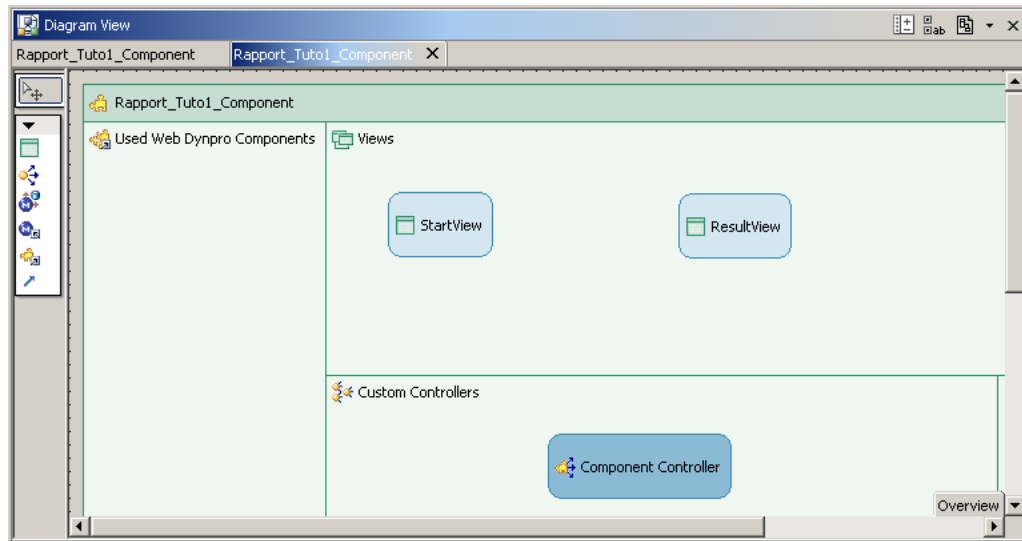 Diagram View
Rapport_Tuto1_Component Rapport_Tuto1_Component
Rapport_Tuto1_Component
Used Web Dynpro Components
Views
StartView
ResultView
Custom Controllers
Component Controller
Overview